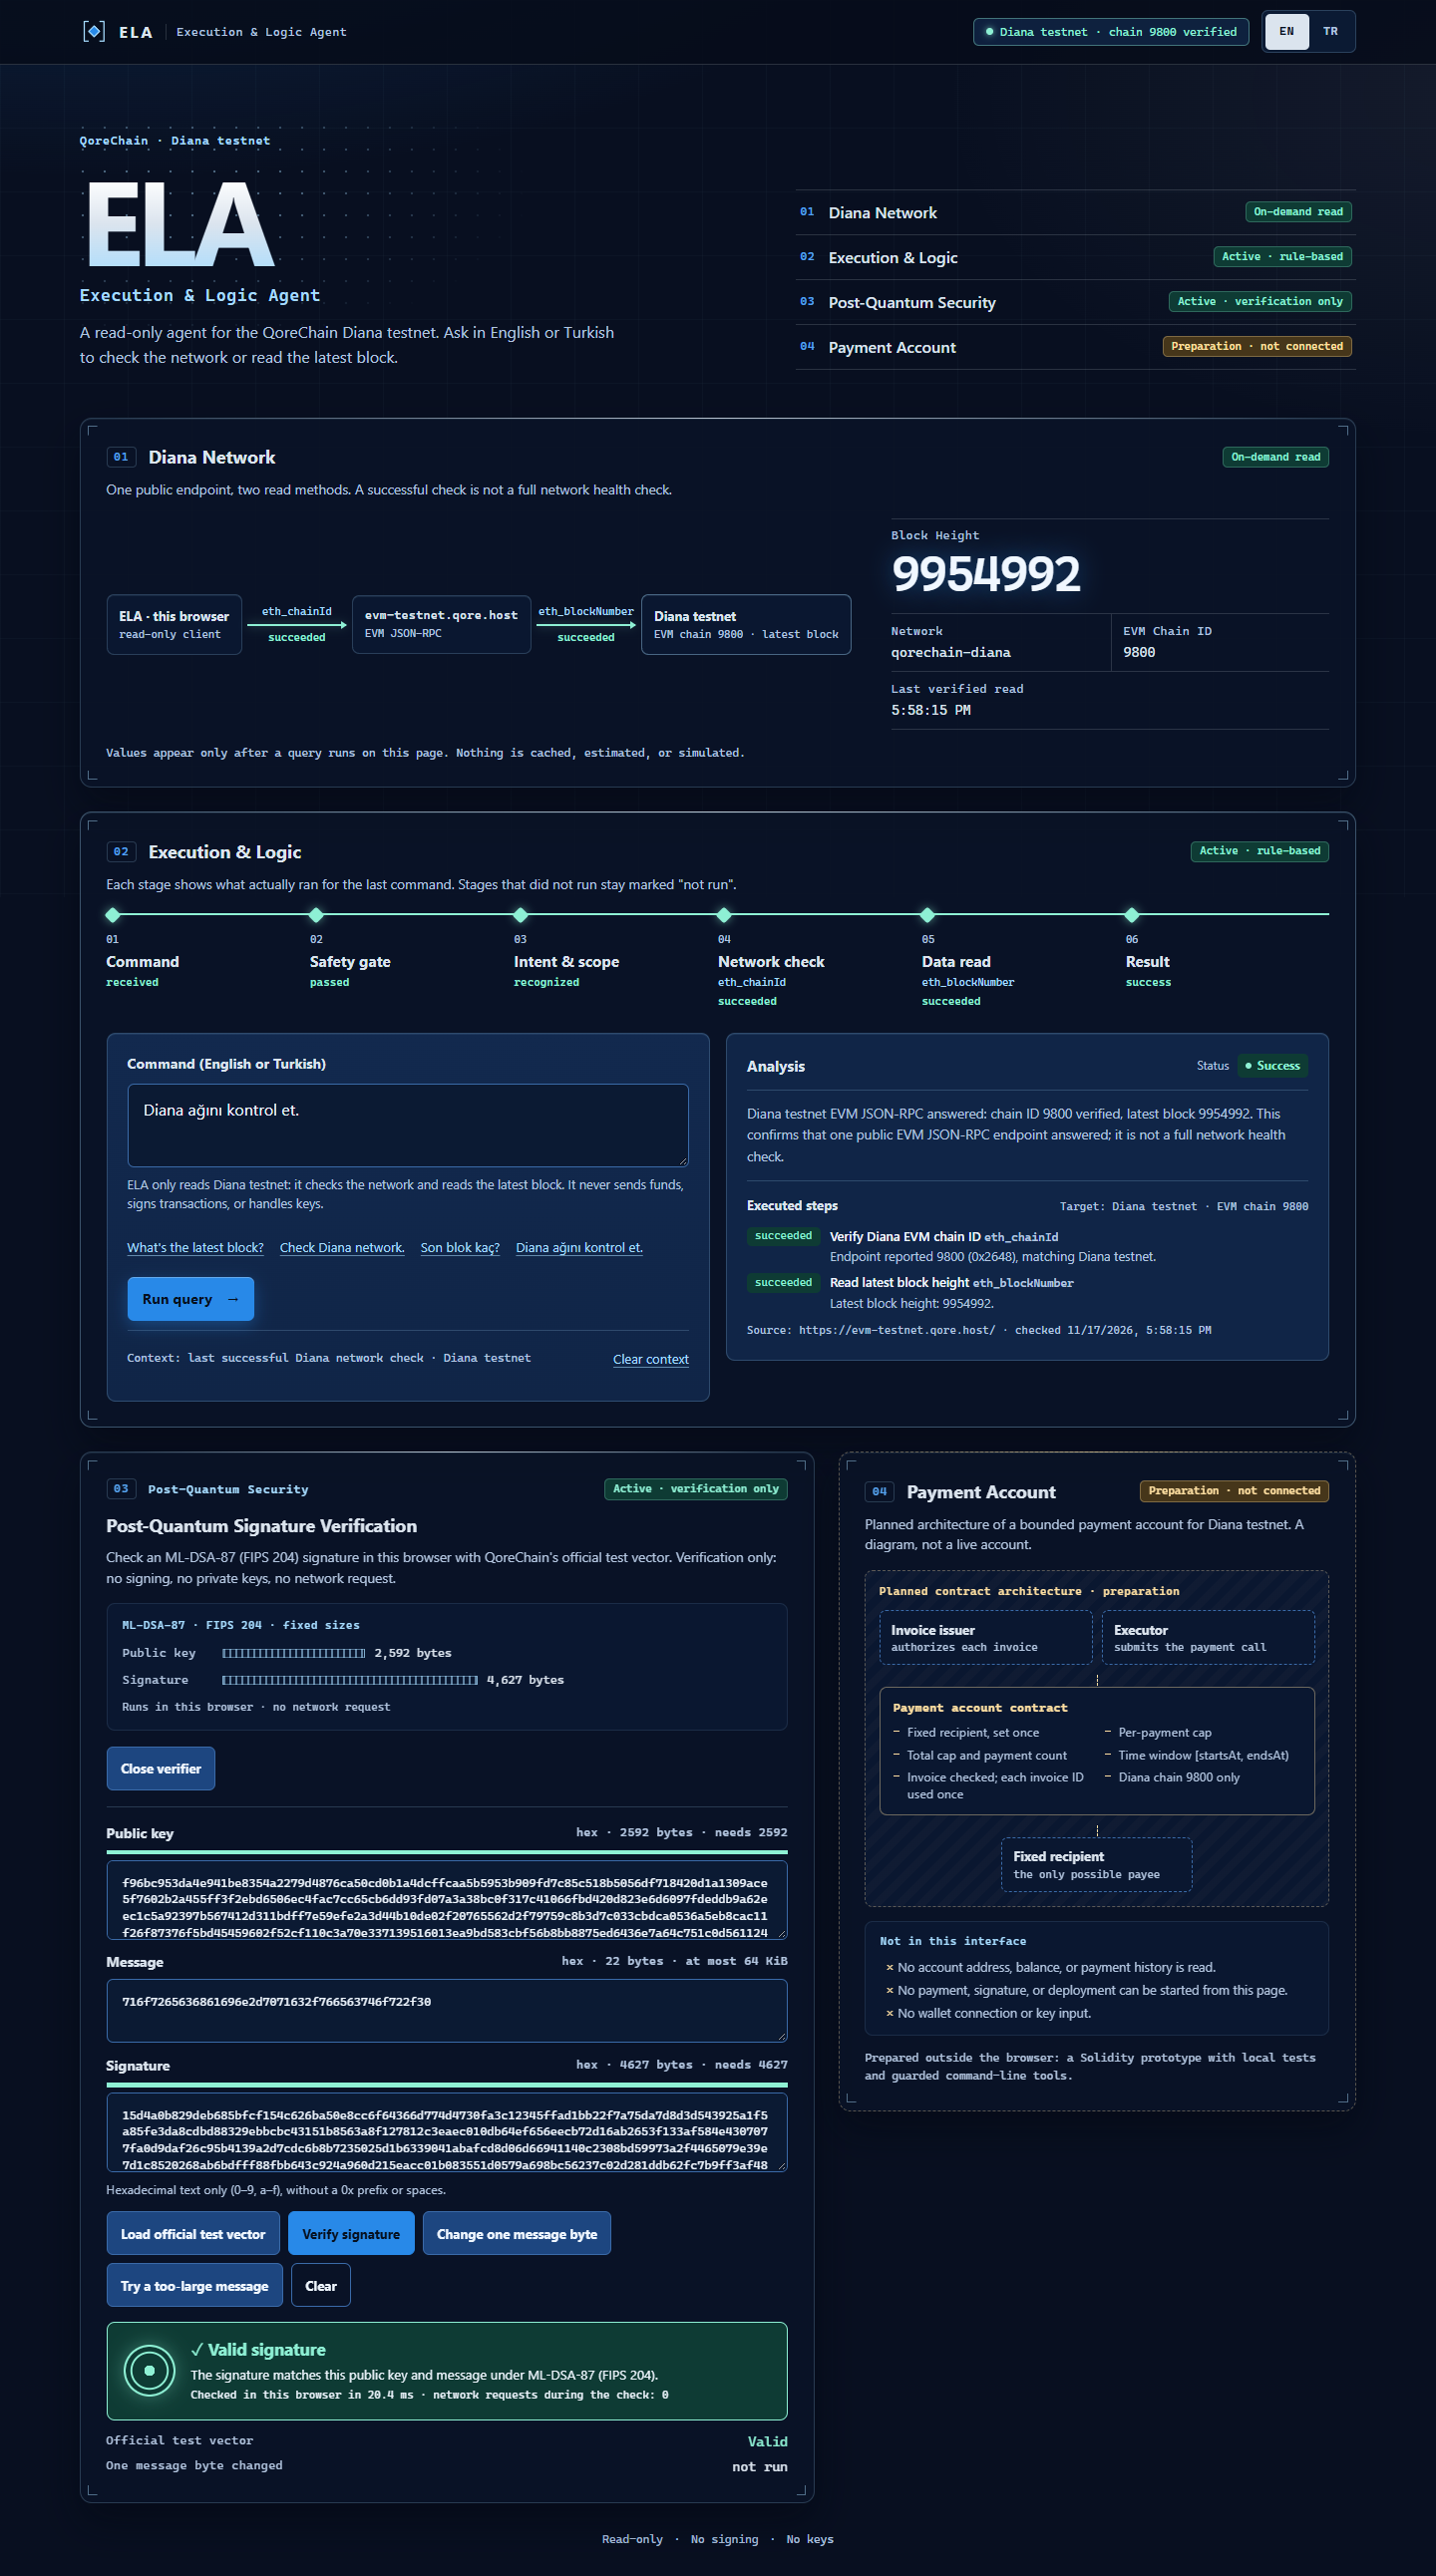 ELA
Execution & Logic Agent
Diana testnet · chain 9800 verified
EN
TR
QoreChain · Diana testnet
ELA
Execution & Logic Agent
A read-only agent for the QoreChain Diana testnet. Ask in English or Turkish
to check the network or read the latest block.
01 Diana Network On-demand read
02 Execution & Logic Active · rule-based
03 Post-Quantum Security Active · verification only
04 Payment Account Preparation · not connected
01 Diana Network On-demand read
One public endpoint, two read methods. A successful check is not a full network health check.
ELA · this browser
read-only client
eth_chainId
succeeded
evm-testnet.qore.host
EVM JSON-RPC
eth_blockNumber
succeeded
Diana testnet
EVM chain 9800 · latest block
Block Height
9954992
Network
qorechain-diana
EVM Chain ID
9800
Last verified read
5:58:15 PM
Values appear only after a query runs on this page. Nothing is cached, estimated, or simulated.
02 Execution & Logic Active · rule-based
Each stage shows what actually ran for the last command. Stages that did not run stay marked "not run".
01
Command
received
02
Safety gate
passed
03
Intent & scope
recognized
04
Network check
eth_chainId
succeeded
05
Data read
eth_blockNumber
succeeded
06
Result
success
Command (English or Turkish)
Diana ağını kontrol et.
ELA only reads Diana testnet: it checks the network and reads the latest block. It never sends funds,
signs transactions, or handles keys.
What's the latest block? Check Diana network. Son blok kaç? Diana ağını kontrol et.
Run query →
Context: last successful Diana network check · Diana testnet
Clear context
Analysis
Status Success
Diana testnet EVM JSON-RPC answered: chain ID 9800 verified, latest block 9954992. This
confirms that one public EVM JSON-RPC endpoint answered; it is not a full network health
check.
Executed steps
Target: Diana testnet · EVM chain 9800
succeeded Verify Diana EVM chain ID eth_chainId
Endpoint reported 9800 (0x2648), matching Diana testnet.
succeeded Read latest block height eth_blockNumber
Latest block height: 9954992.
Source: https://evm-testnet.qore.host/ · checked 11/17/2026, 5:58:15 PM
03 Post-Quantum Security Active · verification only
Post-Quantum Signature Verification
Check an ML-DSA-87 (FIPS 204) signature in this browser with QoreChain's official test vector. Verification only:
no signing, no private keys, no network request.
ML-DSA-87 · FIPS 204 · fixed sizes
Public key 2,592 bytes
Signature 4,627 bytes
Runs in this browser · no network request
Close verifier
Public key hex · 2592 bytes · needs 2592
Message hex · 22 bytes · at most 64 KiB
Signature hex · 4627 bytes · needs 4627
Hexadecimal text only (0–9, a–f), without a 0x prefix or spaces.
Load official test vector
Verify signature
Change one message byte
Try a too-large message
Clear
✓ Valid signature
The signature matches this public key and message under ML-DSA-87 (FIPS 204).
Checked in this browser in 20.4 ms · network requests during the check: 0
Official test vector Valid
One message byte changed not run
04 Payment Account Preparation · not connected
Planned architecture of a bounded payment account for Diana testnet. A
diagram, not a live account.
Planned contract architecture · preparation
Invoice issuer
authorizes each invoice
Executor
submits the payment call
Payment account contract
– Fixed recipient, set once
– Per-payment cap
– Total cap and payment count
– Time window [startsAt, endsAt)
– Invoice checked; each invoice ID
used once
– Diana chain 9800 only
Fixed recipient
the only possible payee
Not in this interface
× No account address, balance, or payment history is read.
× No payment, signature, or deployment can be started from this page.
× No wallet connection or key input.
Prepared outside the browser: a Solidity prototype with local tests
and guarded command-line tools.
Read-only · No signing · No keys